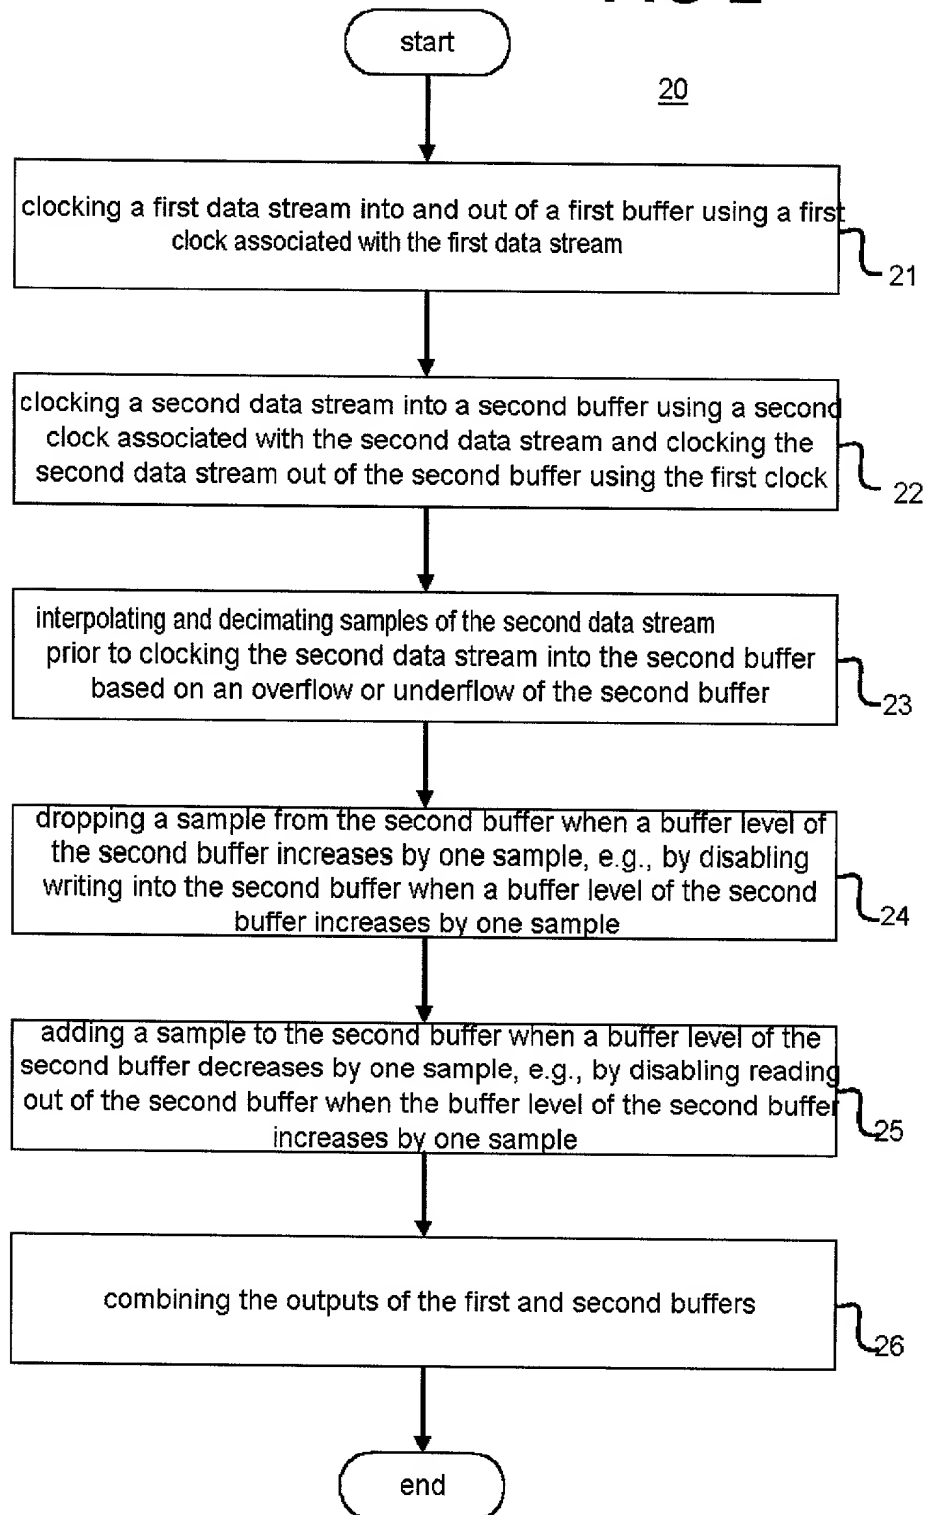 start
20
clocking a first data stream into and out of a first buffer using a first
clock associated with the first data stream
21
clocking a second data stream into a second buffer using a second
clock associated with the second data stream and clocking the
second data stream out of the second buffer using the first clock
22
interpolating and decimating samples of the second data stream
prior to clocking the second data stream into the second buffer
based on an overflow or underflow of the second buffer
23
dropping a sample from the second buffer when a buffer level of
the second buffer increases by one sample, e.g., by disabling
writing into the second buffer when a buffer level of the second
buffer increases by one sample
24
adding a sample to the second buffer when a buffer level of the
second buffer decreases by one sample, e.g., by disabling reading
out of the second buffer when the buffer level of the second buffer
increases by one sample
25
combining the outputs of the first and second buffers
26
end